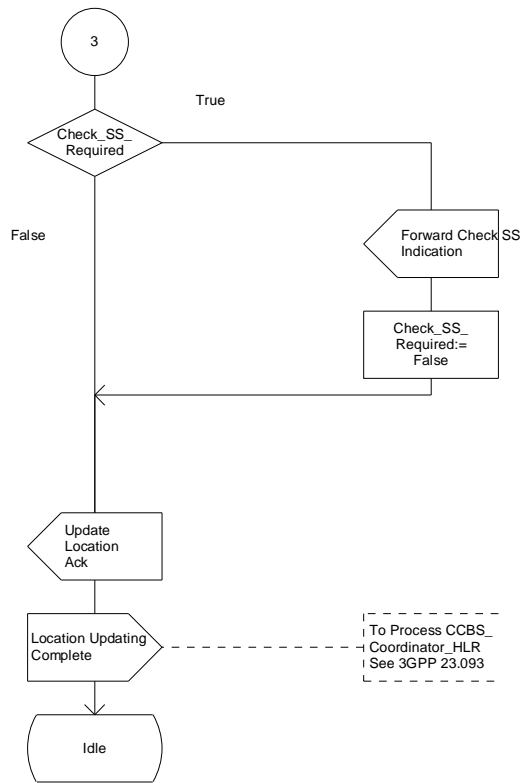 3
True
Check_SS_
Required
False
Forward Check SS
Indication
Check_SS_
Required:=
False
Update
Location
Ack
Location Updating
Complete
To Process CCBS_
Coordinator_HLR
See 3GPP 23.093
Idle